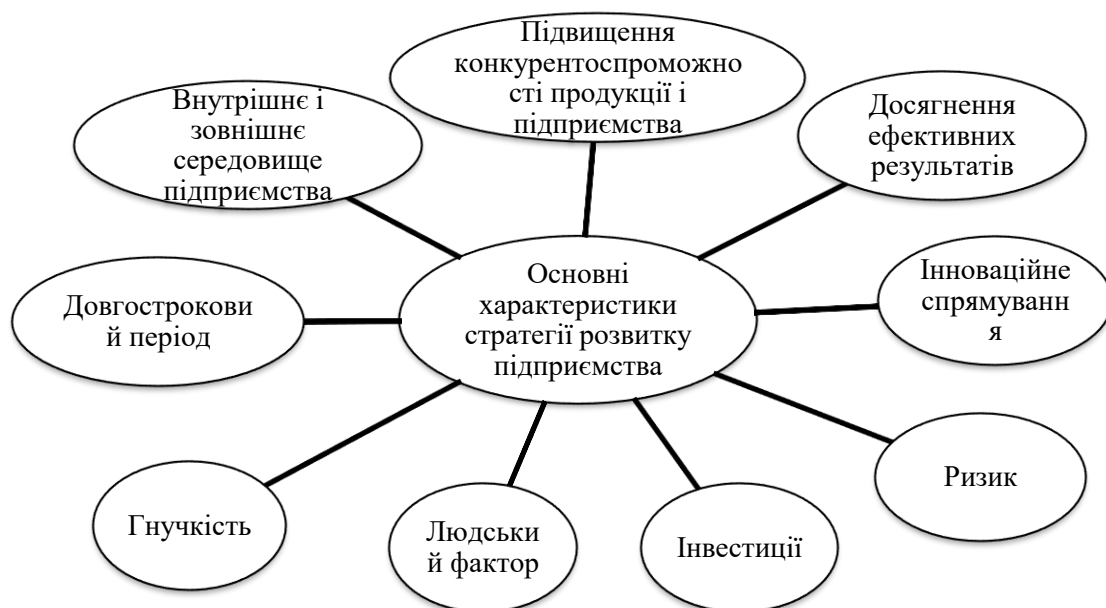 Підвищення
конкурентоспроможно
сті продукції і
підприємства
Внутрішнє і
зовнішнє
середовище
підприємства
Досягнення
ефективних
результатів
Основні
характеристики
стратегії розвитку
підприємства
Інноваційне
спрямуванн
я
Довгострокови
й період
Ризик
Гнучкість
Людськи
й фактор
Інвестиції